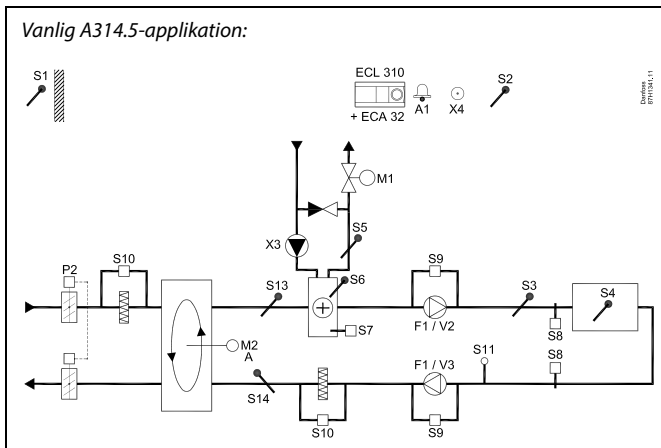 Vanlig A314.5-applikation:
S1
ECL 310
+ ECA 32
A1
X4
S2
Danfoss
87H1341.11
M1
X3
S5
P2
S10
S13
S6
S7
S9
F1 / V2
S3
S8
S4
M2
A
S14
S10
F1 / V3
S9
S11
S8